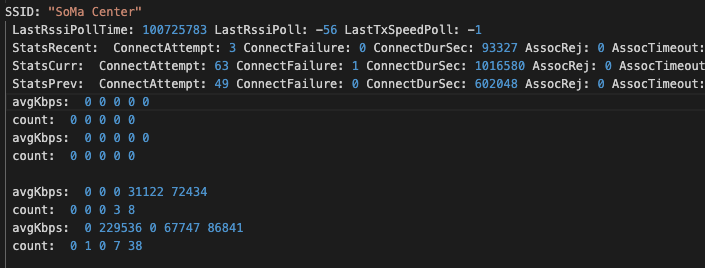 SSID: "SoMa Center"
LastRssiPollTime: 100725783 LastRssiPoll: -56 LastTxSpeedPoll: -1
StatsRecent: ConnectAttempt: 3 ConnectFailure: 0 ConnectDurSec: 93327 AssocRej: 0 AssocTimeout:
StatsCurr: ConnectAttempt: 63 ConnectFailure: 1 ConnectDurSec: 1016580 AssocRej: 0 AssocTimeout
StatsPrev: ConnectAttempt: 49 ConnectFailure: 0 ConnectDurSec: 602048 AssocRej: 0 AssocTimeout:
avgKbps: 0 0 0 0 0
count: 0 0 0 0 0
avgKbps: 0 0 0 0 0
count: 0 0 0 0 0
avgKbps: 0 0 0 31122 72434
count: 0 0 0 3 8
avgKbps: 0 229536 0 67747 86841
count: 0 1 0 7 38